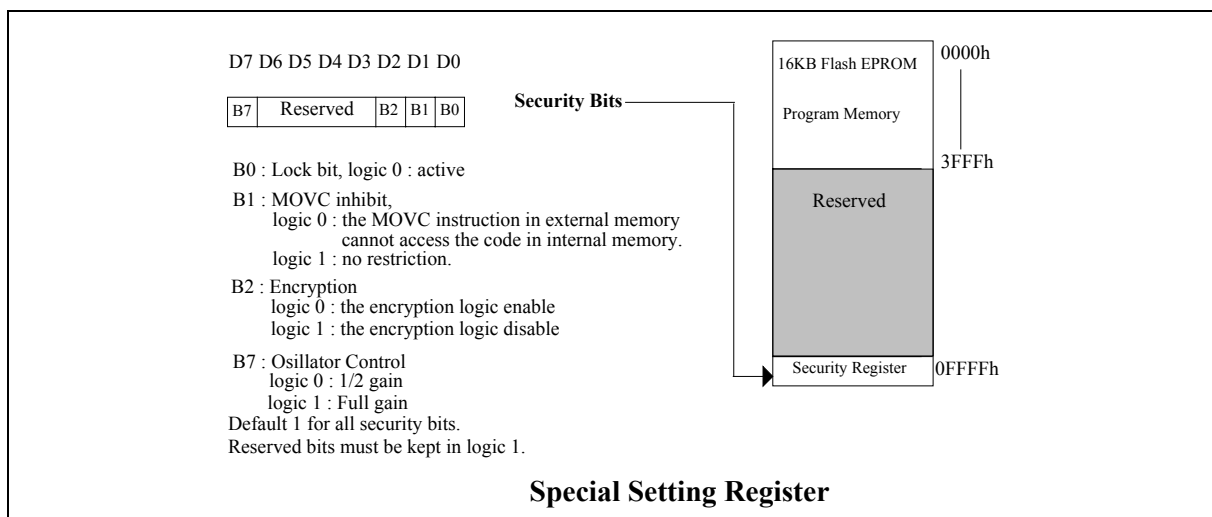 D7 D6 D5 D4 D3 D2 D1 D0
B7 Reserved B2 B1 B0
Security Bits
B0 : Lock bit, logic 0 : active
B1 : MOVC inhibit,
logic 0 : the MOVC instruction in external memory
cannot access the code in internal memory.
logic 1 : no restriction.
B2 : Encryption
logic 0 : the encryption logic enable
logic 1 : the encryption logic disable
B7 : Osillator Control
logic 0 : 1/2 gain
logic 1 : Full gain
Default 1 for all security bits.
Reserved bits must be kept in logic 1.
16KB Flash EPROM
0000h
Program Memory
3FFFh
Reserved
Security Register
0FFFFh
Special Setting Register